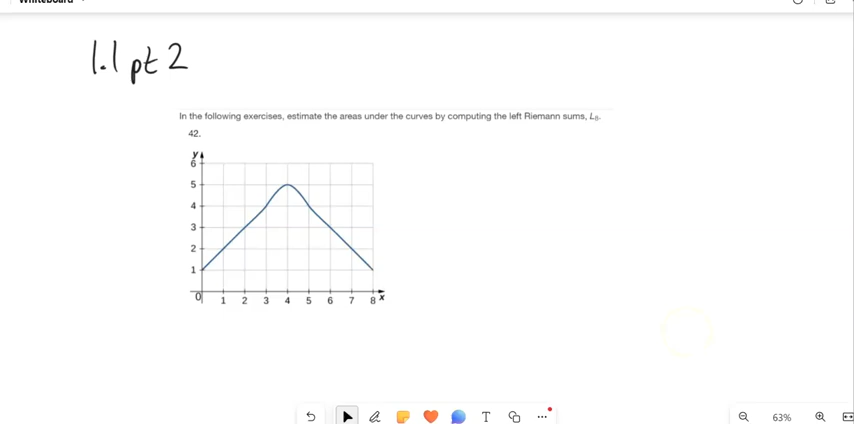 Whiteboard
1.1 pt 2
In the following exercises, estimate the areas under the curves by computing the left Riemann sums, L₈.
42.
y
6
5
4
3
2
1
0 1 2 3 4 5 6 7 8 x
T
63%